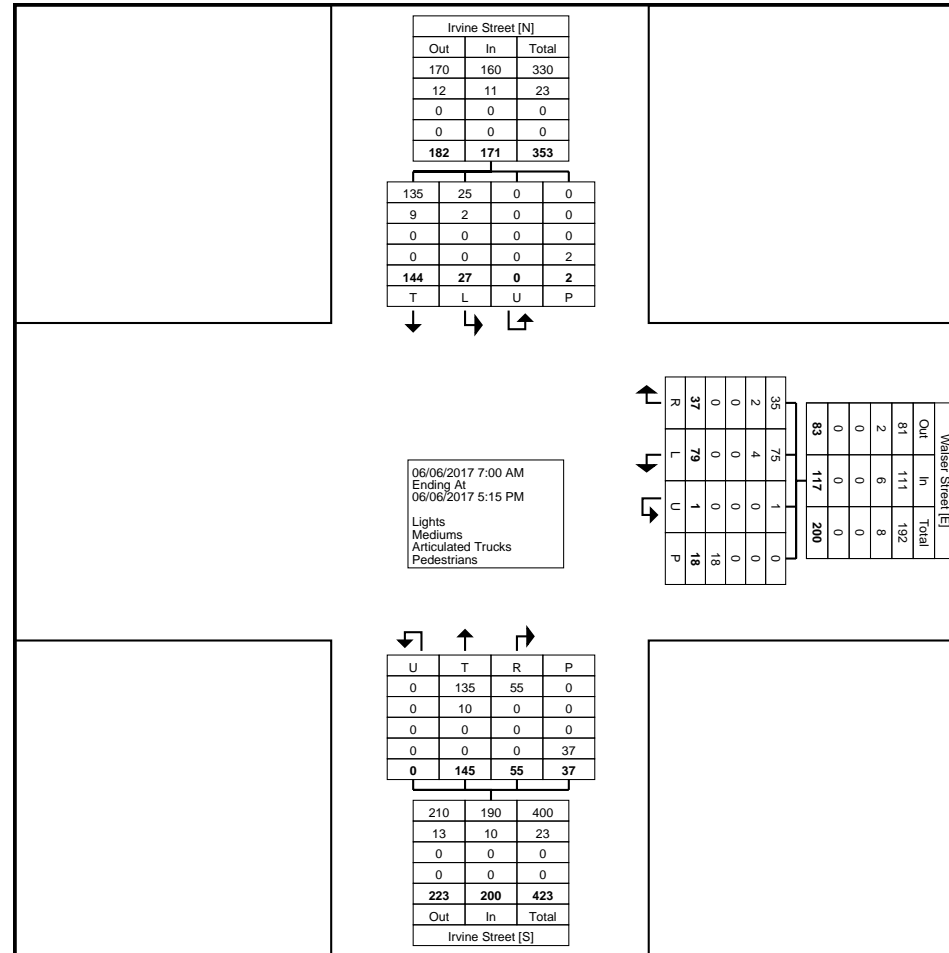 Irvine Street [N]
Out In Total
170 160 330
12 11 23
0 0 0
0 0 0
182 171 353
135 25 0 0
9 2 0 0
0 0 0 0
0 0 0 2
144 27 0 2
T L U P
Walser Street [E]
Out In Total
81 111 192
2 6 8
0 0 0
0 0 0
83 117 200
35 75 1 0
2 4 0 0
0 0 0 0
0 0 0 18
37 79 1 18
R L U P
06/06/2017 7:00 AM
Ending At
06/06/2017 5:15 PM
Lights
Mediums
Articulated Trucks
Pedestrians
U T R P
0 135 55 0
0 10 0 0
0 0 0 0
0 0 0 37
0 145 55 37
210 190 400
13 10 23
0 0 0
0 0 0
223 200 423
Out In Total
Irvine Street [S]